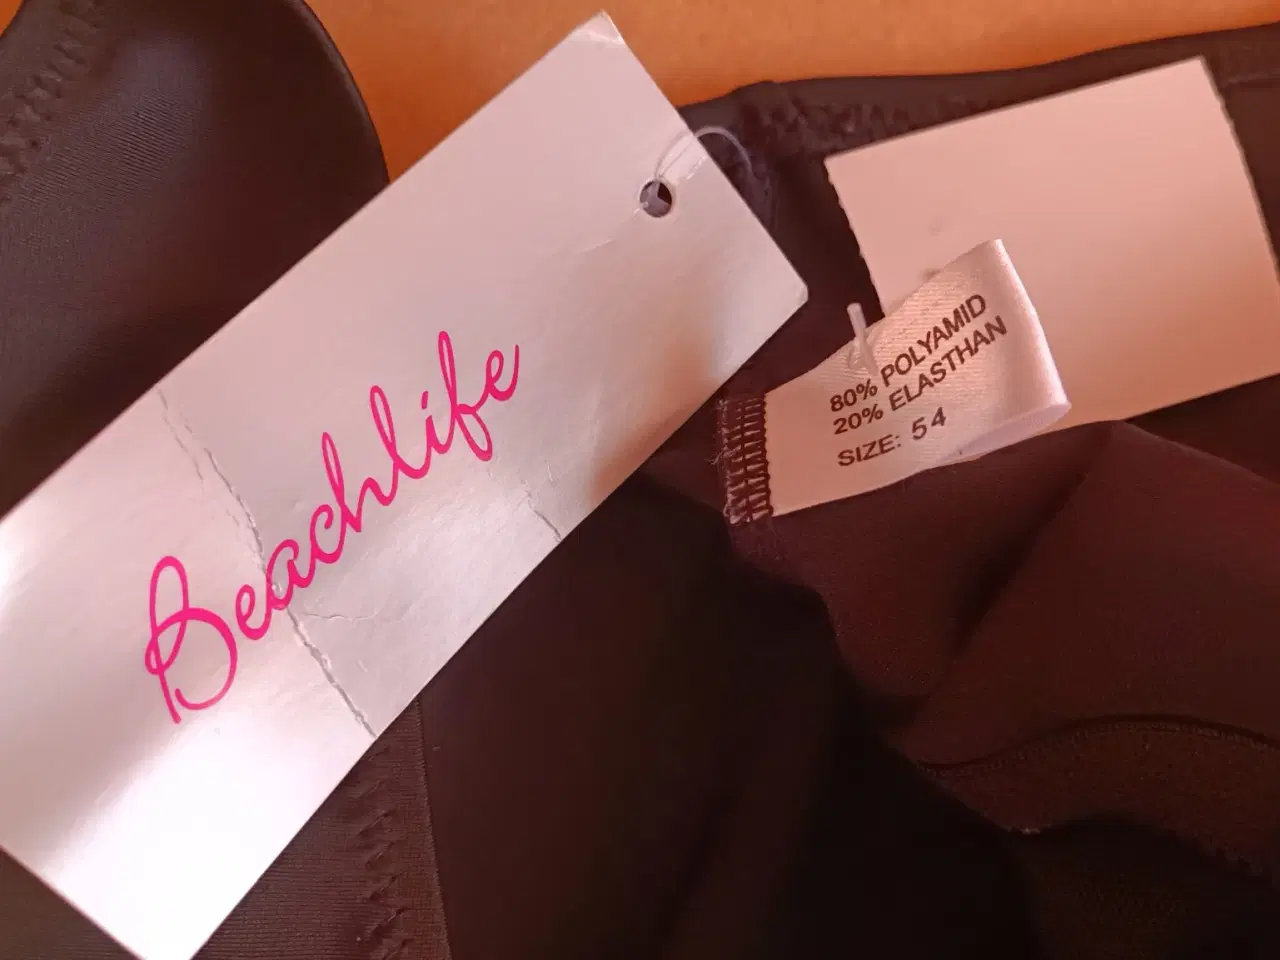 Beachlife
80% POLYAMID
20% ELASTHAN
SIZE: 54